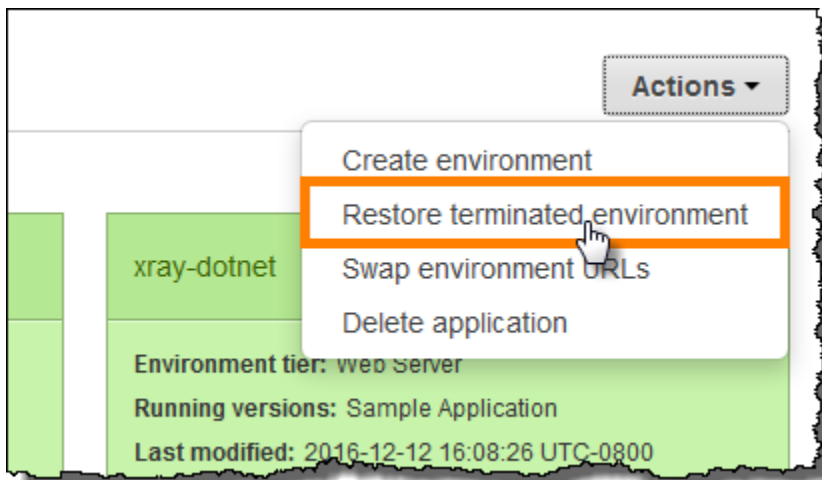 Actions
Create environment
Restore terminated environment
xray-dotnet
Swap environment URLs
Delete application
Environment tier: Web Server
Running versions: Sample Application
Last modified: 2016-12-12 16:08:26 UTC-0800